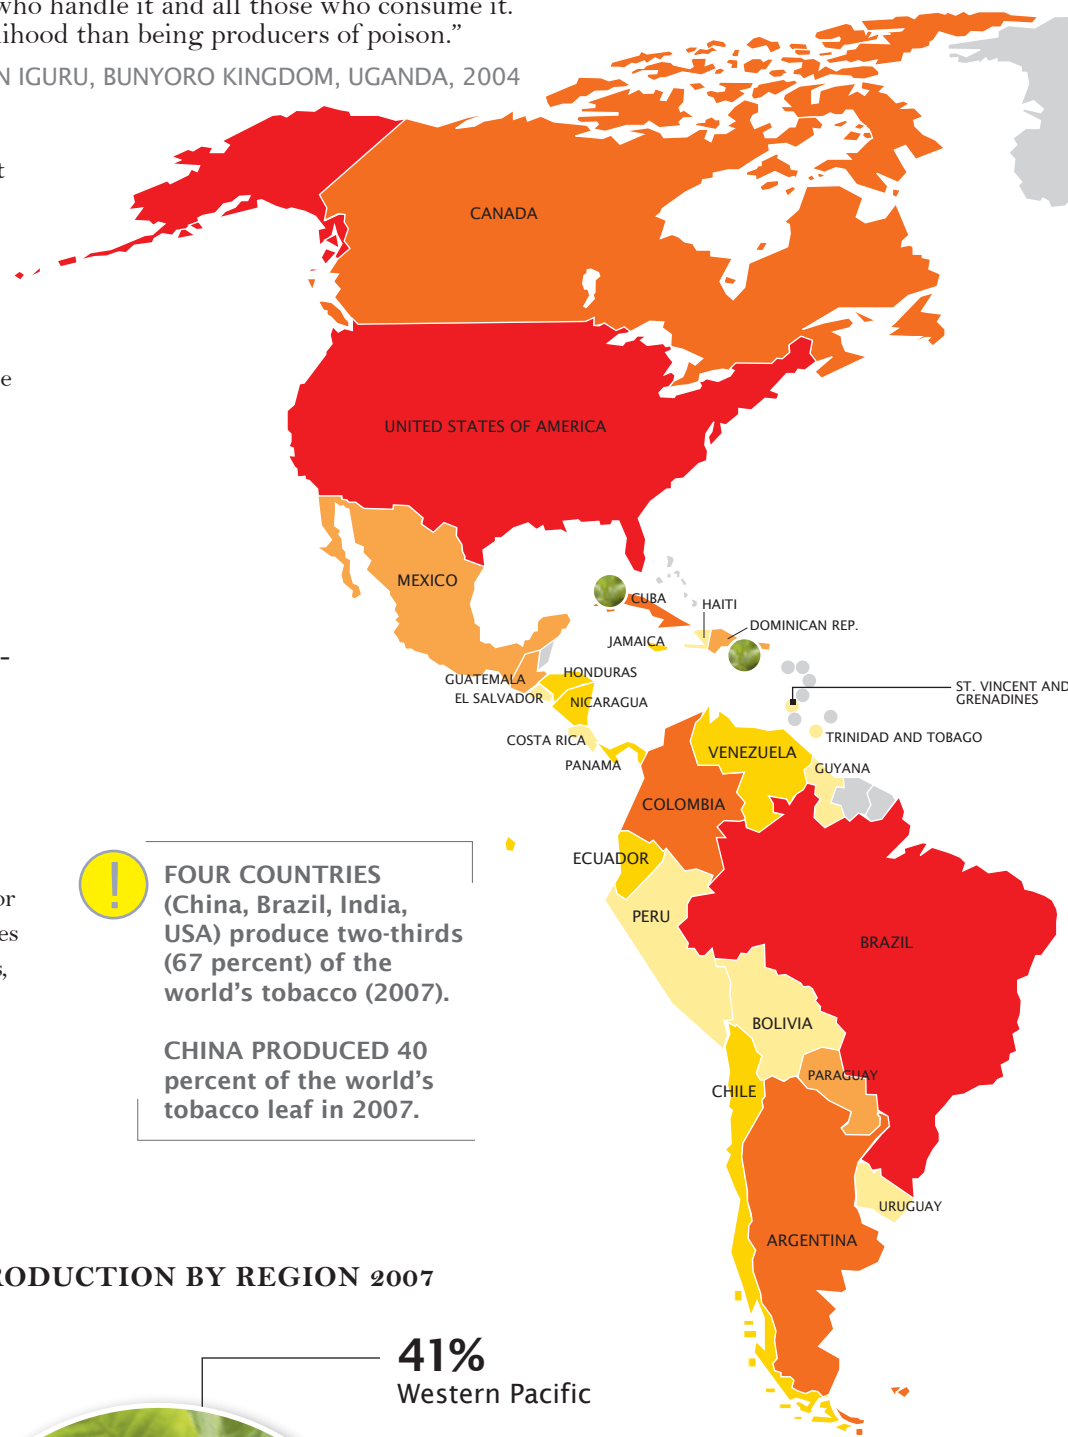 who handle it and all those who consume it.
lihood than being producers of poison.”
N IGURU, BUNYORO KINGDOM, UGANDA, 2004
t
e
-
or
es
s,
CANADA
UNITED STATES OF AMERICA
MEXICO
CUBA
HAITI
DOMINICAN REP.
JAMAICA
GUATEMALA
HONDURAS
EL SALVADOR
NICARAGUA
ST. VINCENT AND
GRENADINES
COSTA RICA
TRINIDAD AND TOBAGO
PANAMA
VENEZUELA
GUYANA
COLOMBIA
ECUADOR
PERU
BRAZIL
BOLIVIA
PARAGUAY
CHILE
URUGUAY
ARGENTINA
!
FOUR COUNTRIES
(China, Brazil, India,
USA) produce two-thirds
(67 percent) of the
world’s tobacco (2007).
CHINA PRODUCED 40
percent of the world’s
tobacco leaf in 2007.
RODUCTION BY REGION 2007
41%
Western Pacific